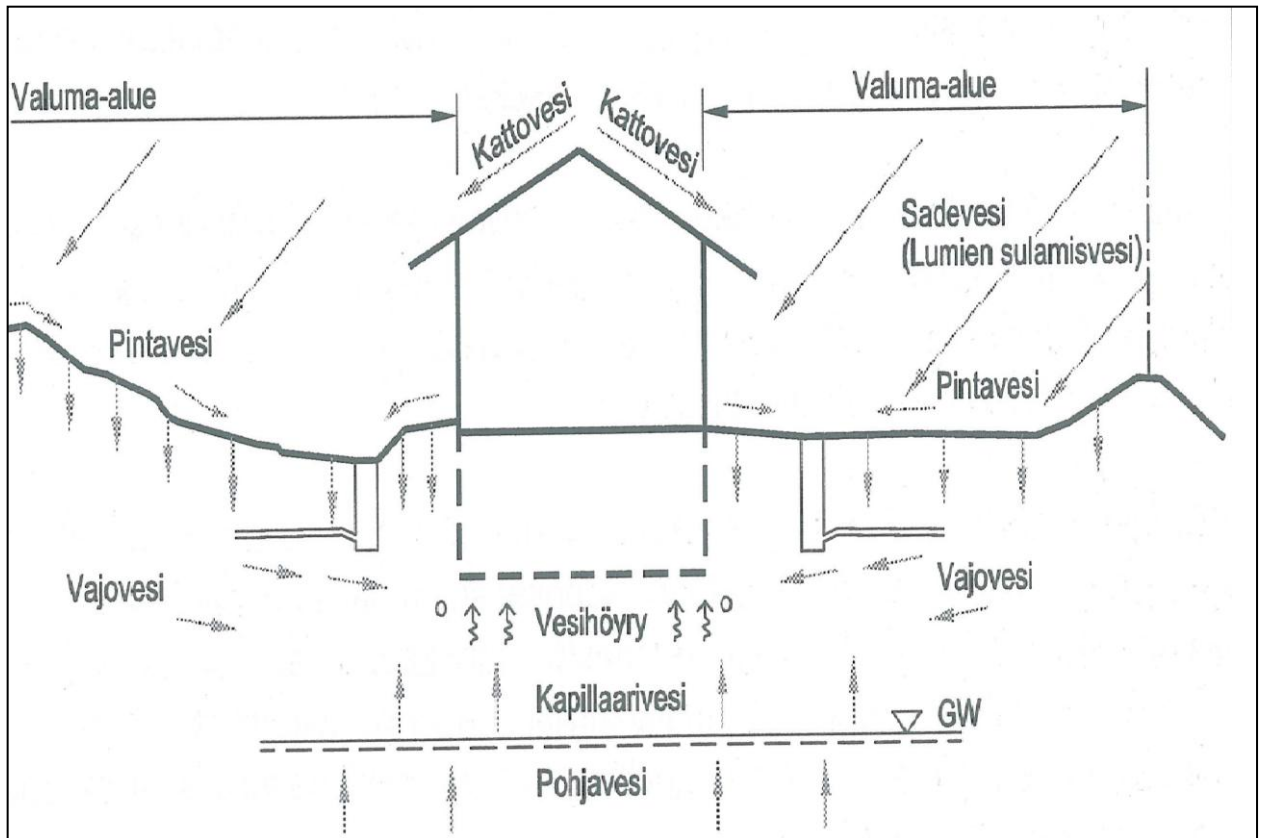 Valuma-alue
Valuma-alue
Kattovesi
Kattovesi
Sadevesi
(Lumien sulamisvesi)
Pintavesi
Pintavesi
Vajovesi
Vajovesi
Vesihöyry
Kapillaarivesi
GW
Pohjavesi